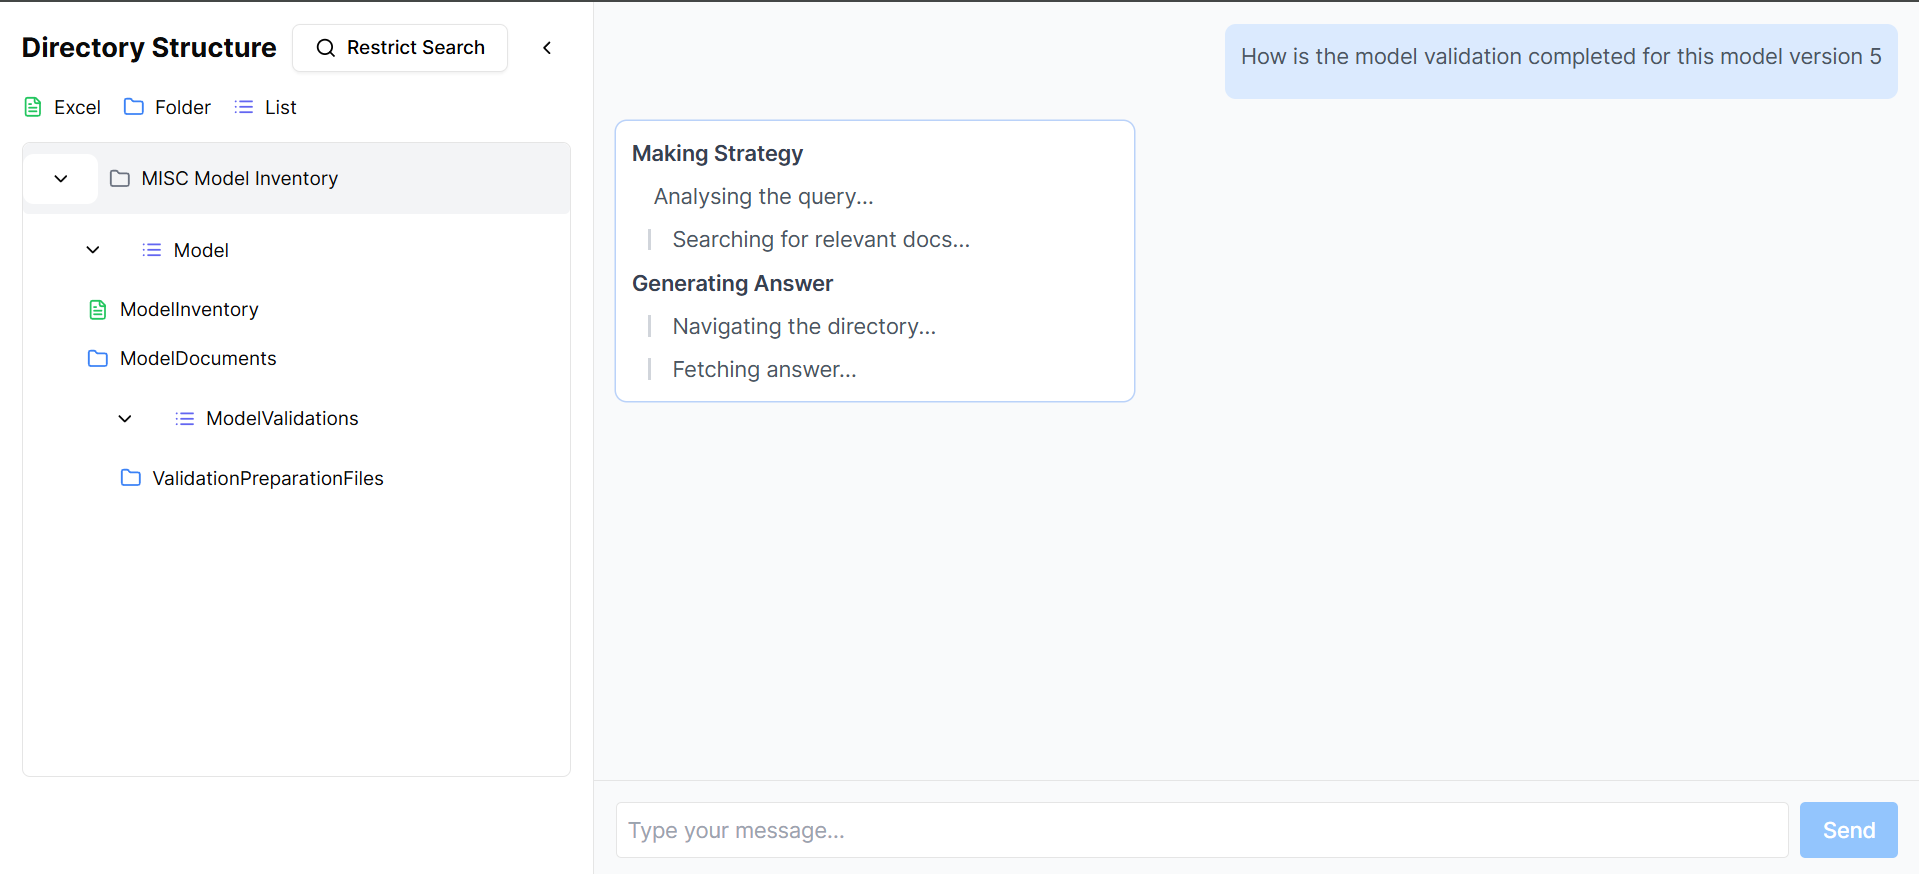 Directory Structure
Restrict Search
Excel
Folder
List
MISC Model Inventory
Model
ModelInventory
ModelDocuments
ModelValidations
ValidationPreparationFiles
How is the model validation completed for this model version 5
Making Strategy
Analysing the query...
Searching for relevant docs...
Generating Answer
Navigating the directory...
Fetching answer...
Type your message...
Send